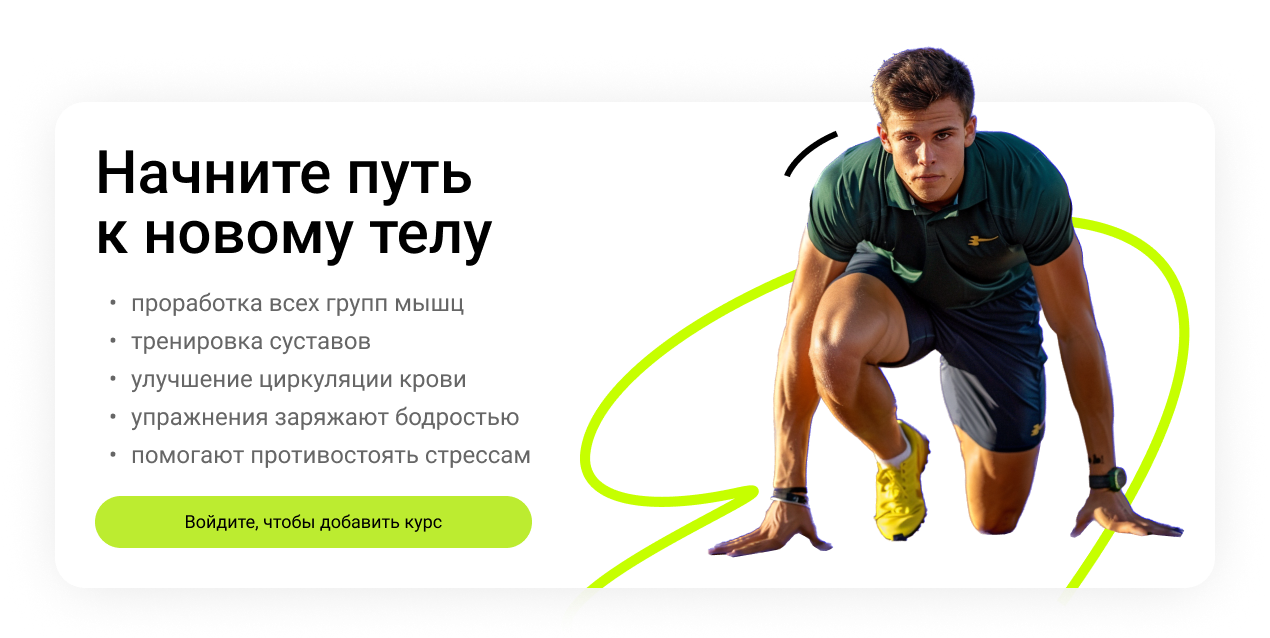 Начните путь
к новому телу
• проработка всех групп мышц
• тренировка суставов
• улучшение циркуляции крови
• упражнения заряжают бодростью
• помогают противостоять стрессам
Войдите, чтобы добавить курс